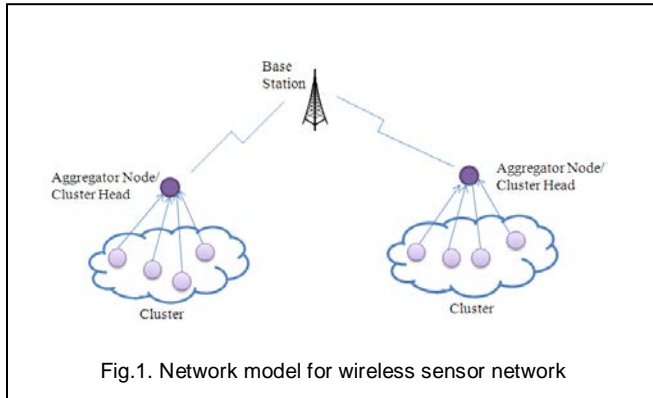 Base
Station
Aggregator Node/
Cluster Head
Aggregator Node/
Cluster Head
Cluster
Cluster
Fig.1. Network model for wireless sensor network